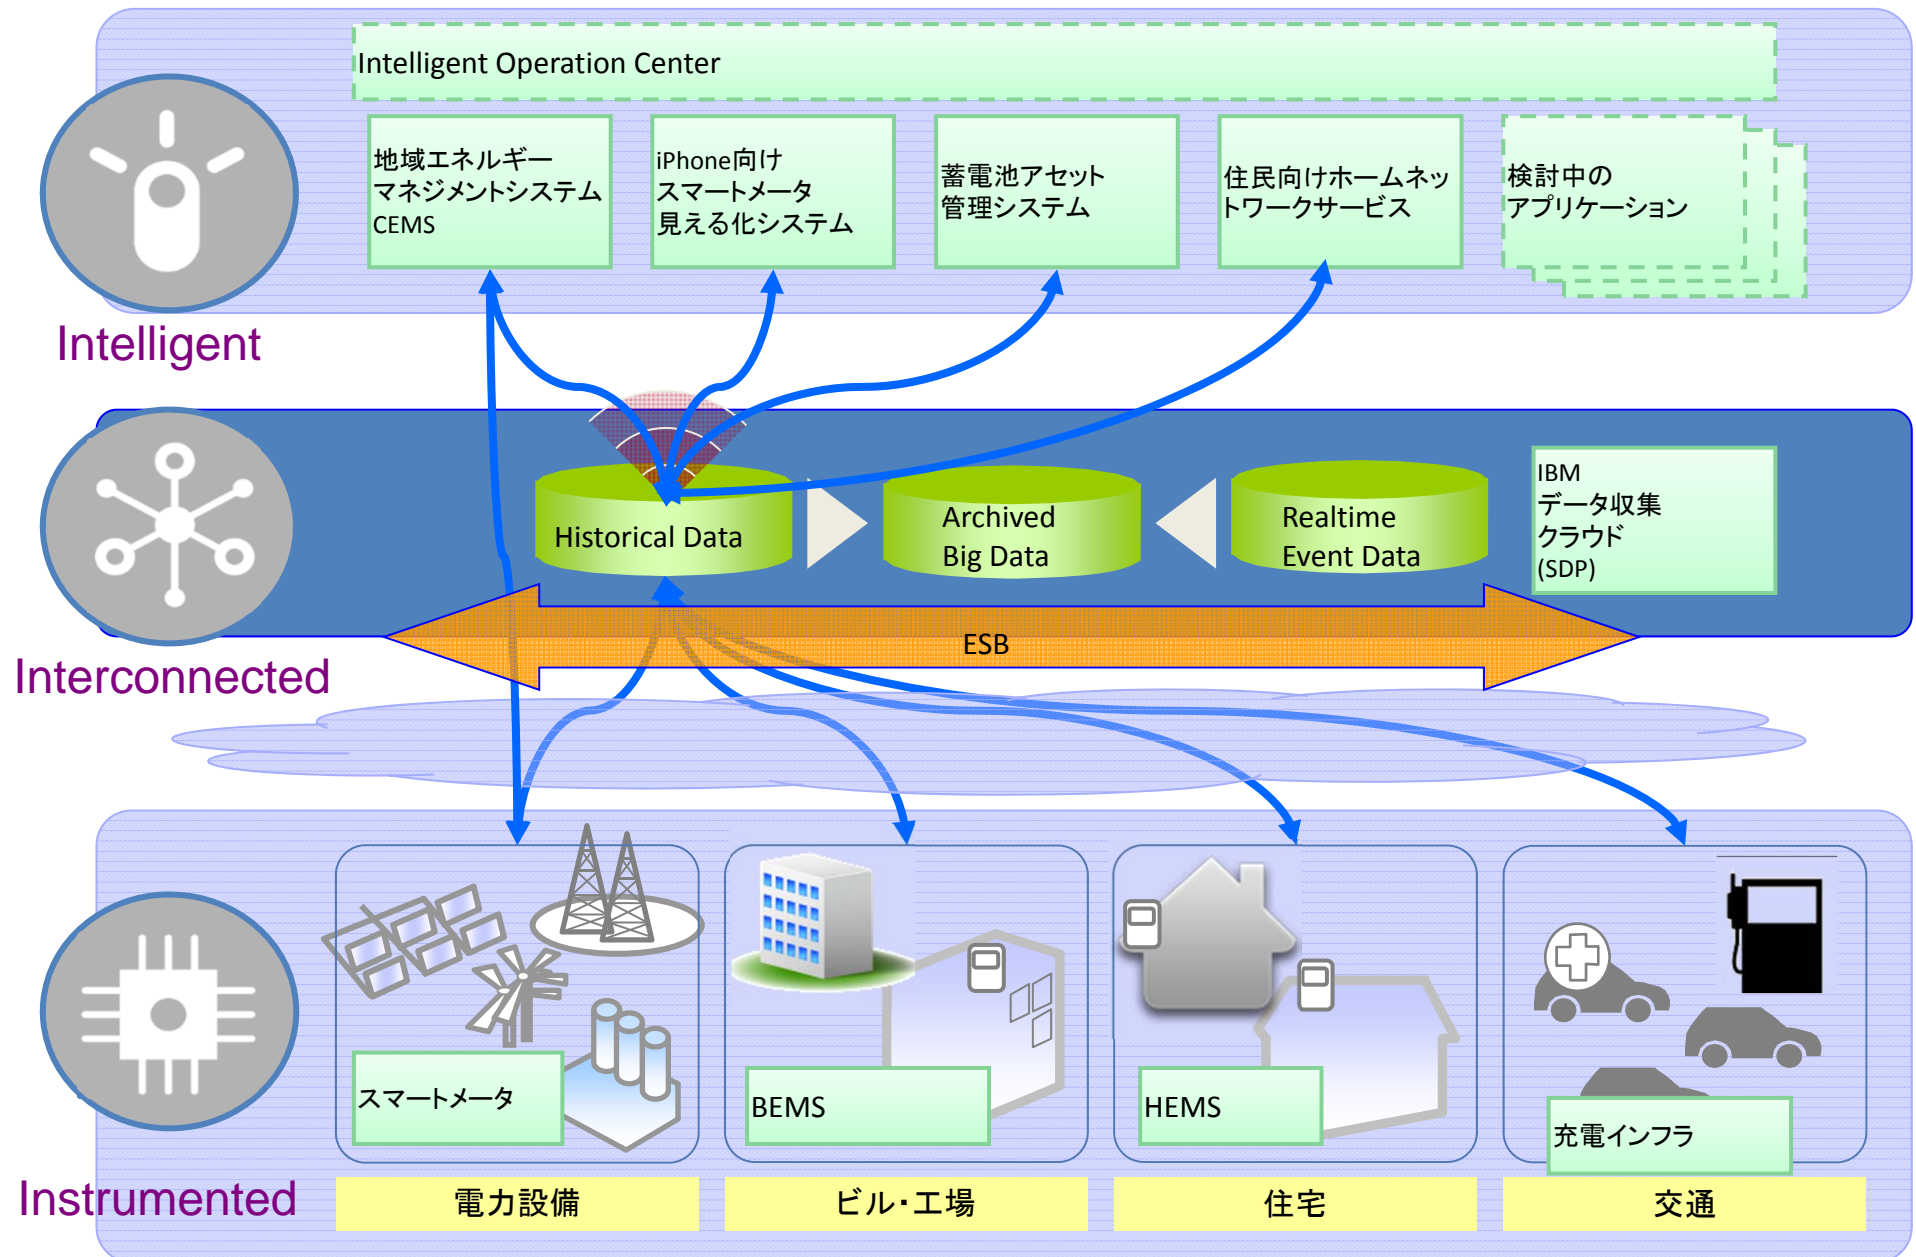 Intelligent Operation Center
地域エネルギー
マネジメントシステム
CEMS
iPhone向け
スマートメータ
見える化システム
蓄電池アセット
管理システム
住民向けホームネッ
トワークサービス
検討中の
アプリケーション
Intelligent
Historical Data
Archived
Big Data
Realtime
Event Data
IBM
データ収集
クラウド
(SDP)
ESB
Interconnected
スマートメータ
BEMS
HEMS
充電インフラ
Instrumented
電力設備
ビル・工場
住宅
交通